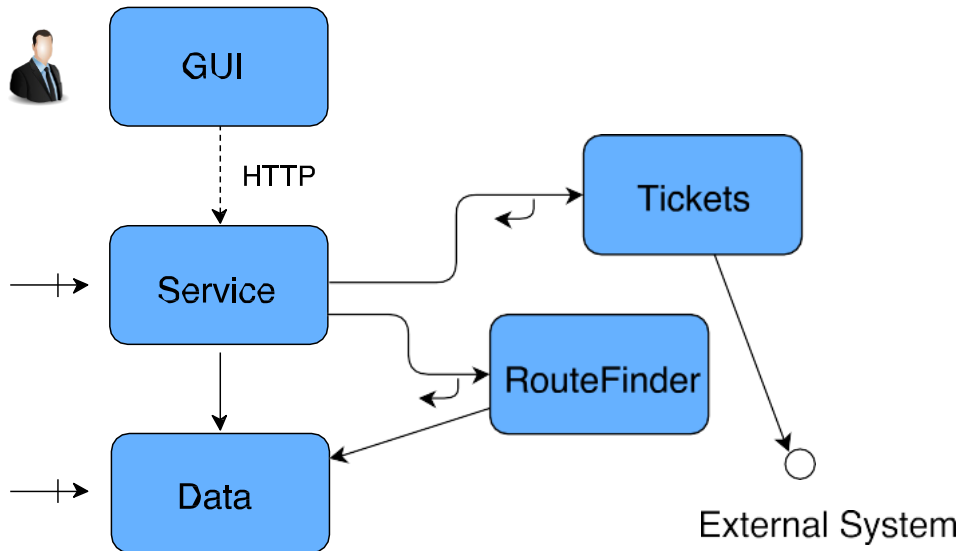 GUI
HTTP
Tickets
Service
RouteFinder
Data
External System